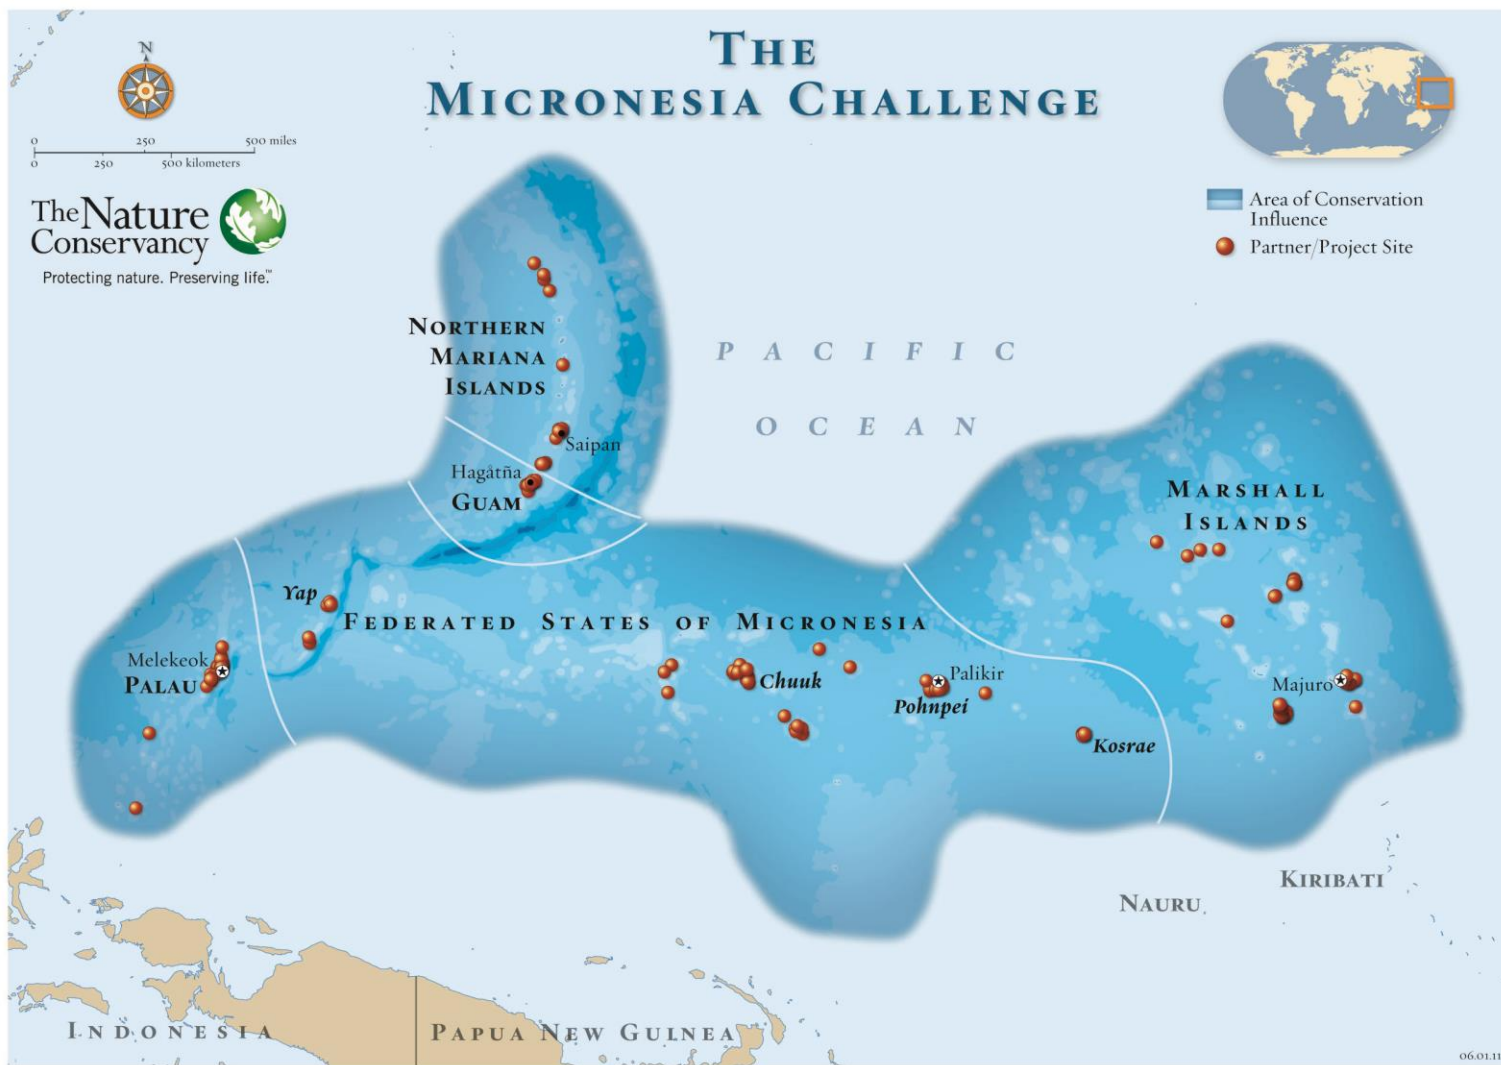 THE
MICRONESIA CHALLENGE
N
0 250 500 miles
0 250 500 kilometers
The Nature
Conservancy
Protecting nature. Preserving life.™
Area of Conservation
Influence
Partner/Project Site
NORTHERN
MARIANA
ISLANDS
PACIFIC
OCEAN
Saipan
Hagåtña
GUAM
MARSHALL
ISLANDS
Yap
FEDERATED STATES OF MICRONESIA
Melekeok
PALAU
Chuuk
Palikir
Pohnpei
Majuro
Kosrae
KIRIBATI
NAURU
INDONESIA
PAPUA NEW GUINEA
06.01.11